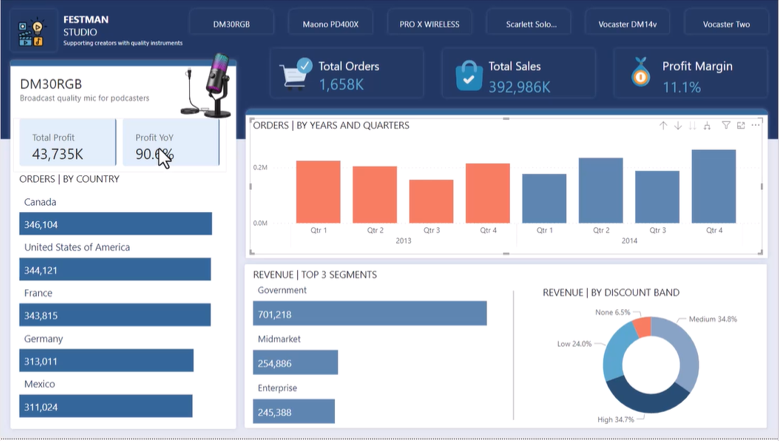 FESTMAN
STUDIO
Supporting creators with quality instruments
DM30RGB
Maono PD400X
PRO X WIRELESS
Scarlett Solo...
Vocaster DM14v
Vocaster Two
DM30RGB
Broadcast quality mic for podcasters
Total Orders
1,658K
Total Sales
392,986K
Profit Margin
11.1%
Total Profit
43,735K
Profit YoY
90.6%
ORDERS | BY COUNTRY
Canada
346,104
United States of America
344,121
France
343,815
Germany
313,011
Mexico
311,024
ORDERS | BY YEARS AND QUARTERS
0.2M
0.0M
Qtr 1
Qtr 2
Qtr 3
Qtr 4
Qtr 1
Qtr 2
Qtr 3
Qtr 4
2013
2014
REVENUE | TOP 3 SEGMENTS
Government
701,218
Midmarket
254,886
Enterprise
245,388
REVENUE | BY DISCOUNT BAND
None 6.5%
Medium 34.8%
Low 24.0%
High 34.7%